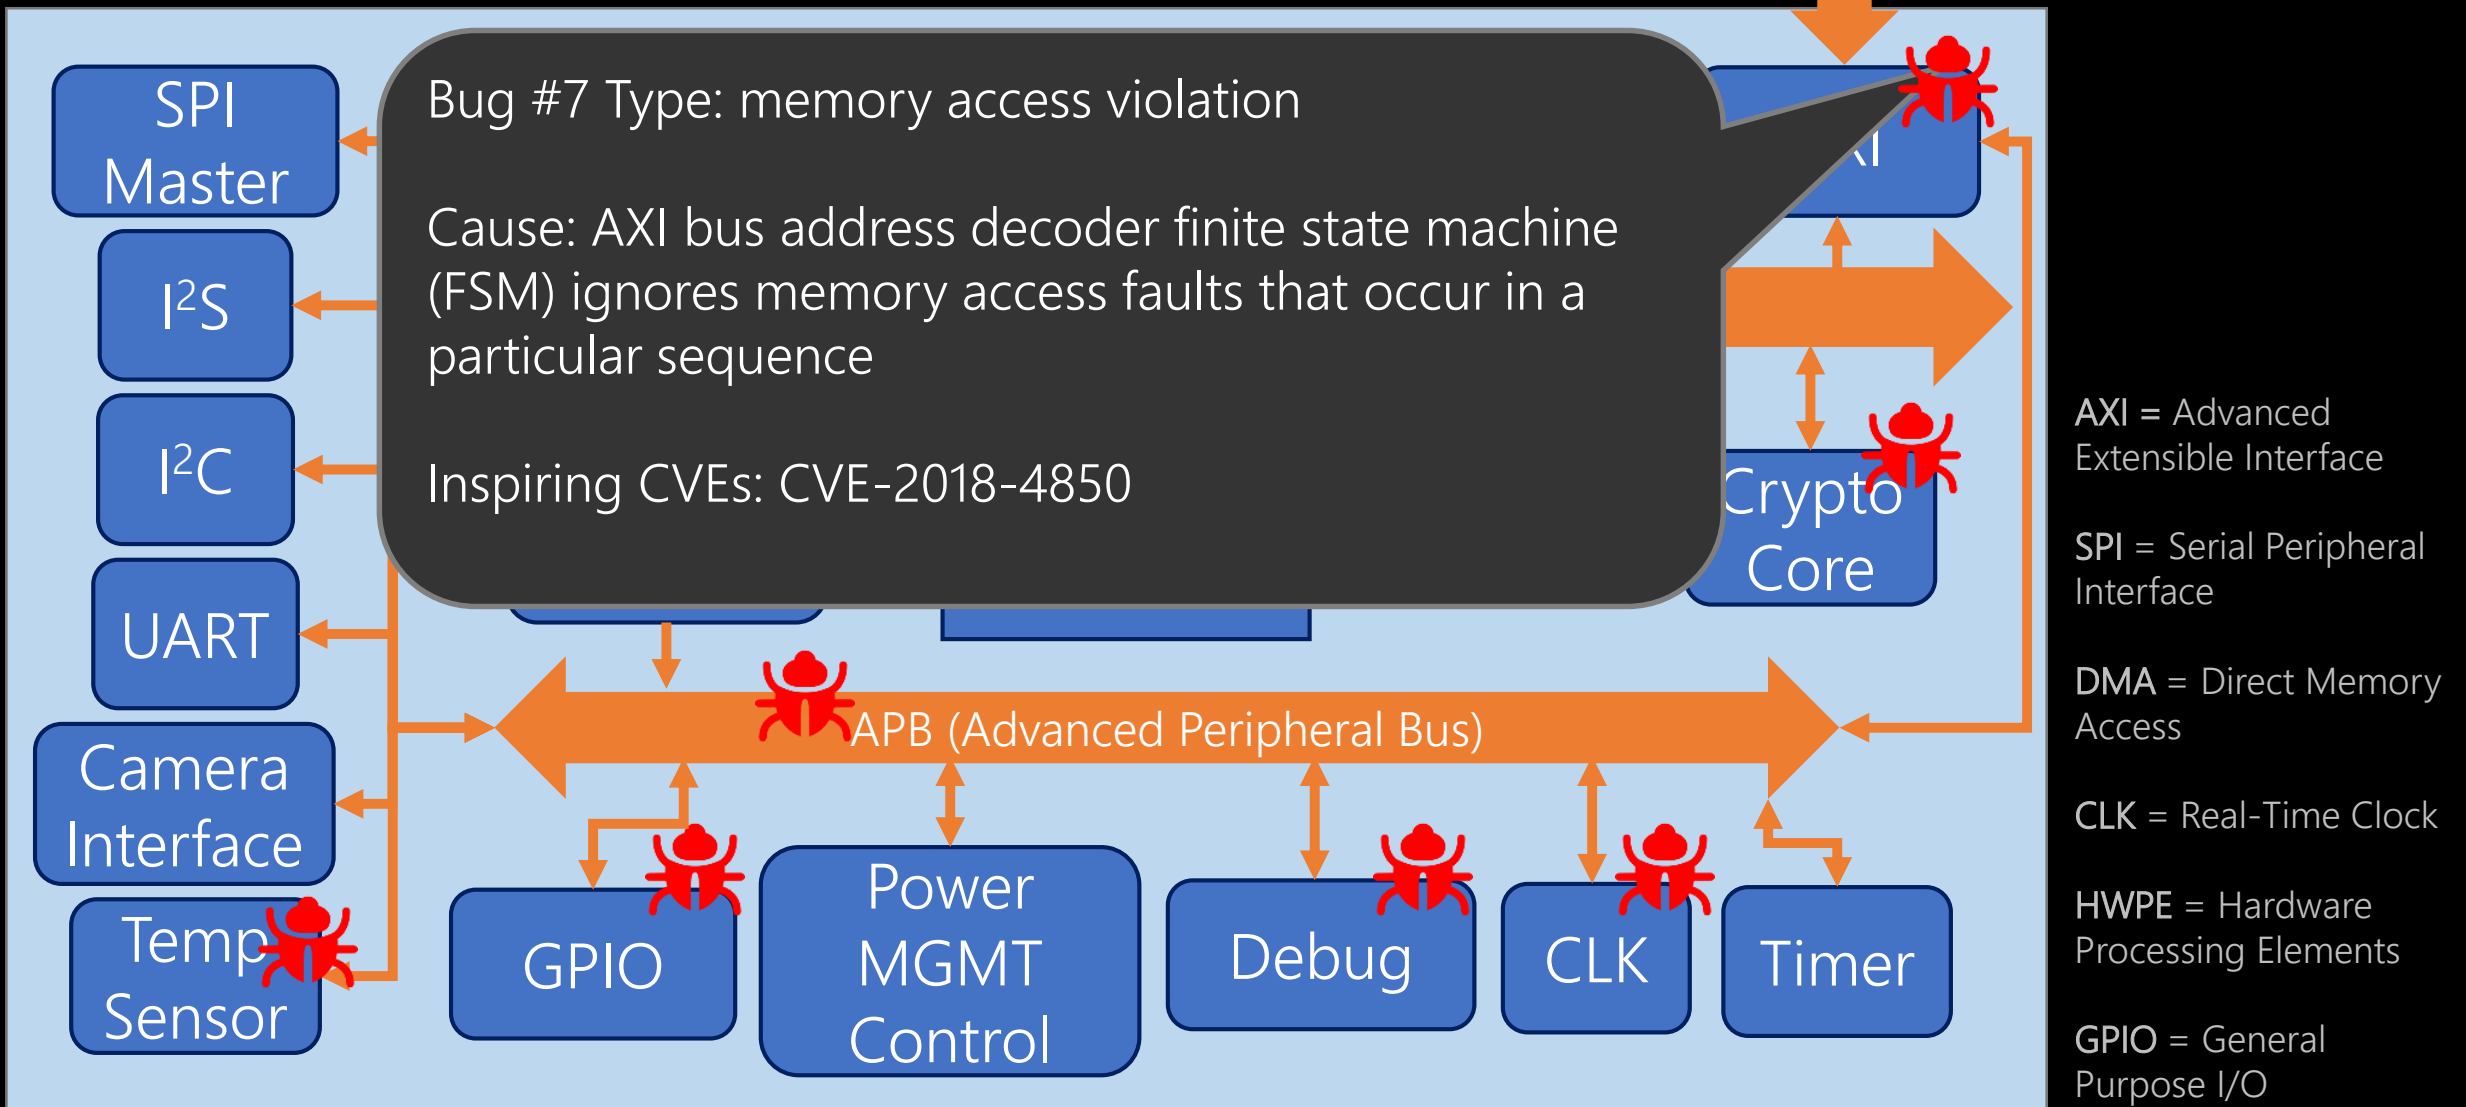 SPI
Master
I²S
I²C
UART
Camera
Interface
Temp
Sensor
Bug #7 Type: memory access violation
Cause: AXI bus address decoder finite state machine
(FSM) ignores memory access faults that occur in a
particular sequence
Inspiring CVEs: CVE-2018-4850
Crypto
Core
APB (Advanced Peripheral Bus)
GPIO
Power
MGMT
Control
Debug
CLK
Timer
AXI = Advanced
Extensible Interface
SPI = Serial Peripheral
Interface
DMA = Direct Memory
Access
CLK = Real-Time Clock
HWPE = Hardware
Processing Elements
GPIO = General
Purpose I/O